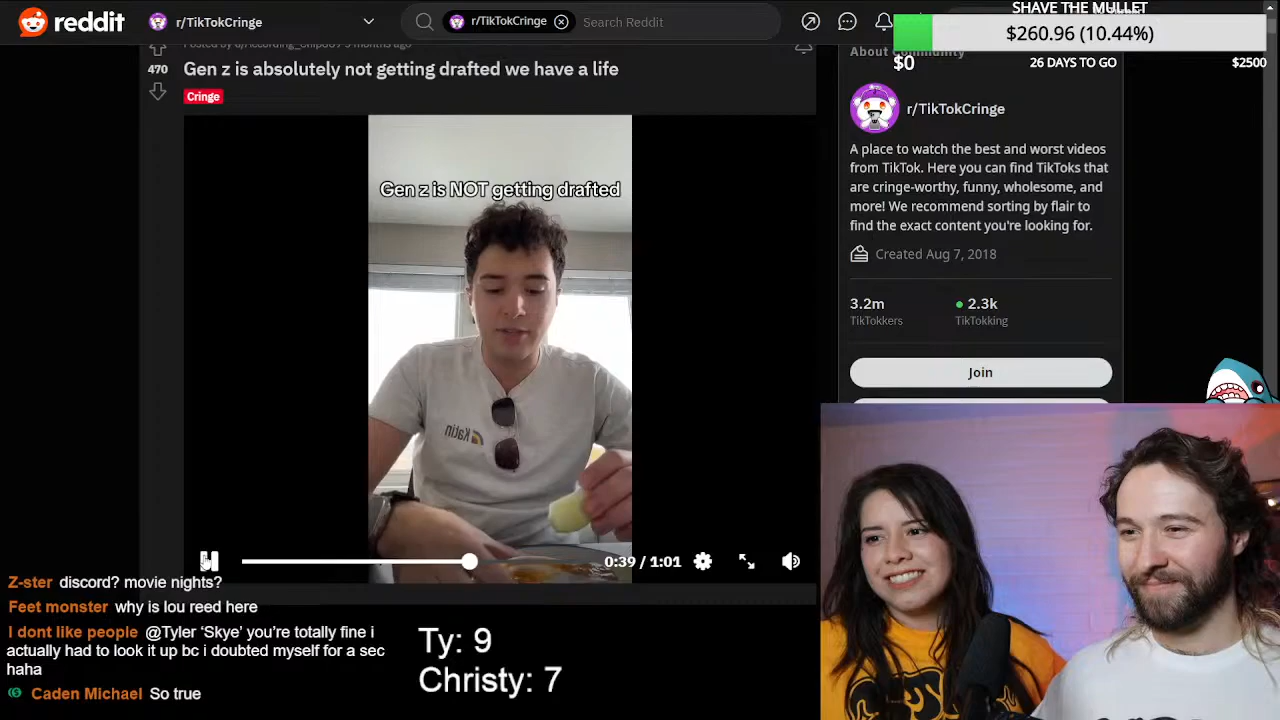 reddit
r/TikTokCringe
r/TikTokCringe
Search Reddit
SHAVE THE MULLET
$260.96 (10.44%)
$0
26 DAYS TO GO
$2500
470
Gen z is absolutely not getting drafted we have a life
Cringe
Gen z is NOT getting drafted
Katin
0:39 / 1:01
About Community
r/TikTokCringe
A place to watch the best and worst videos
from TikTok. Here you can find TikToks that
are cringe-worthy, funny, wholesome, and
more! We recommend sorting by flair to
find the exact content you're looking for.
Created Aug 7, 2018
3.2m
2.3k
TikTokkers
TikTokking
Join
Z-ster discord? movie nights?
Feet monster why is lou reed here
I dont like people @Tyler ‘Skye’ you’re totally fine i
actually had to look it up bc i doubted myself for a sec
haha
Caden Michael So true
Ty: 9
Christy: 7